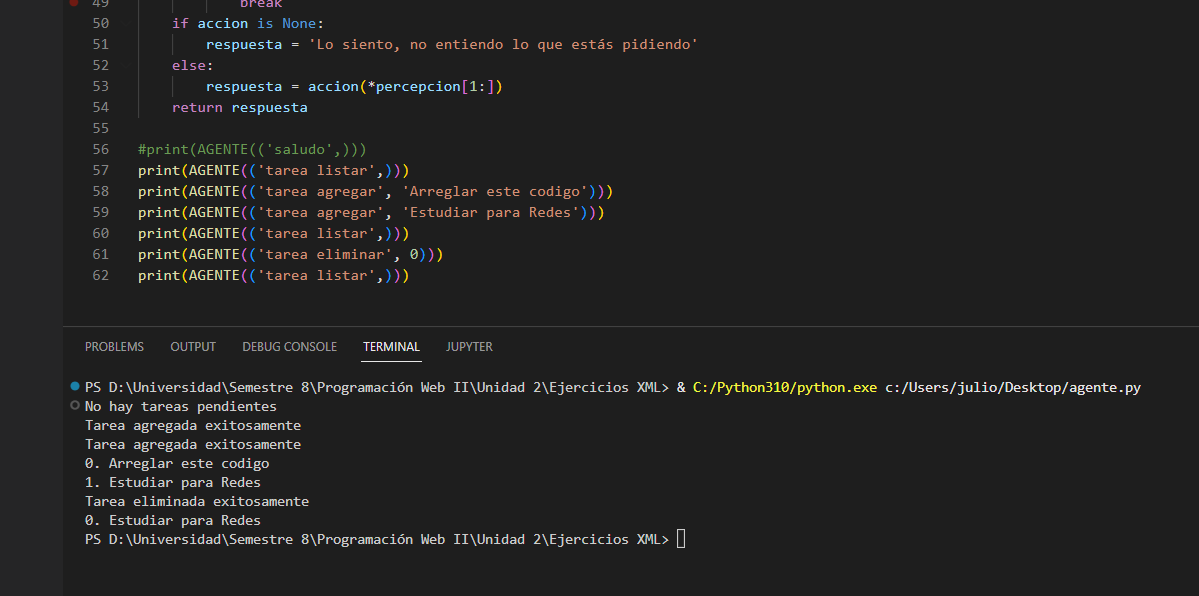 49 break
50 if accion is None:
51 respuesta = 'Lo siento, no entiendo lo que estás pidiendo'
52 else:
53 respuesta = accion(*percepcion[1:])
54 return respuesta
55
56 #print(AGENTE(('saludo',)))
57 print(AGENTE(('tarea listar',)))
58 print(AGENTE(('tarea agregar', 'Arreglar este codigo')))
59 print(AGENTE(('tarea agregar', 'Estudiar para Redes')))
60 print(AGENTE(('tarea listar',)))
61 print(AGENTE(('tarea eliminar', 0)))
62 print(AGENTE(('tarea listar',)))
PROBLEMS OUTPUT DEBUG CONSOLE TERMINAL JUPYTER
PS D:\Universidad\Semestre 8\Programación Web II\Unidad 2\Ejercicios XML> & C:/Python310/python.exe c:/Users/julio/Desktop/agente.py
No hay tareas pendientes
Tarea agregada exitosamente
Tarea agregada exitosamente
0. Arreglar este codigo
1. Estudiar para Redes
Tarea eliminada exitosamente
0. Estudiar para Redes
PS D:\Universidad\Semestre 8\Programación Web II\Unidad 2\Ejercicios XML>